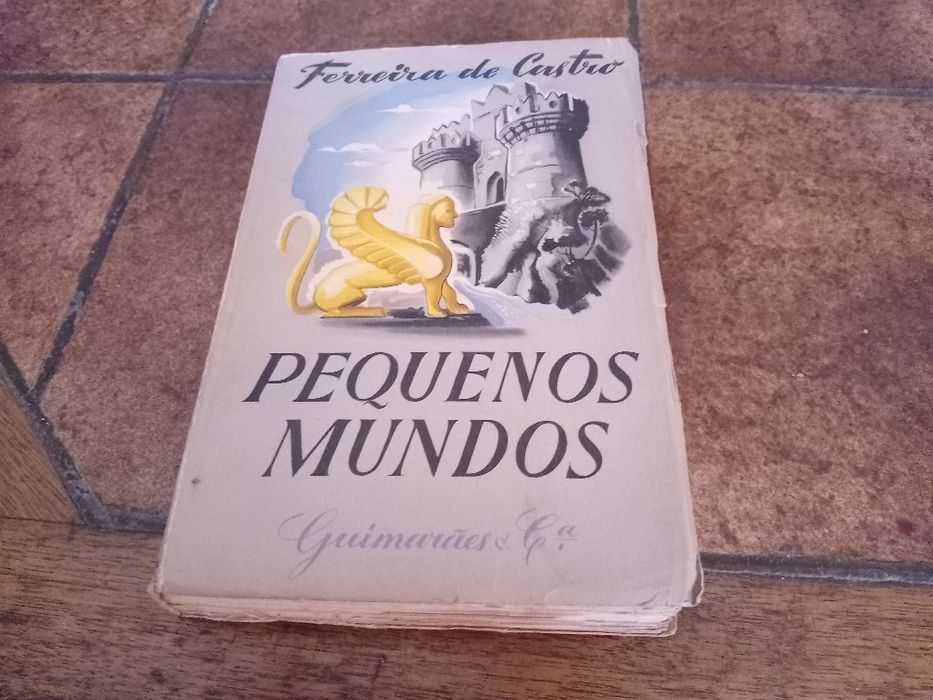 Ferreira de Castro
PEQUENOS
MUNDOS
Guimarães & C.ª